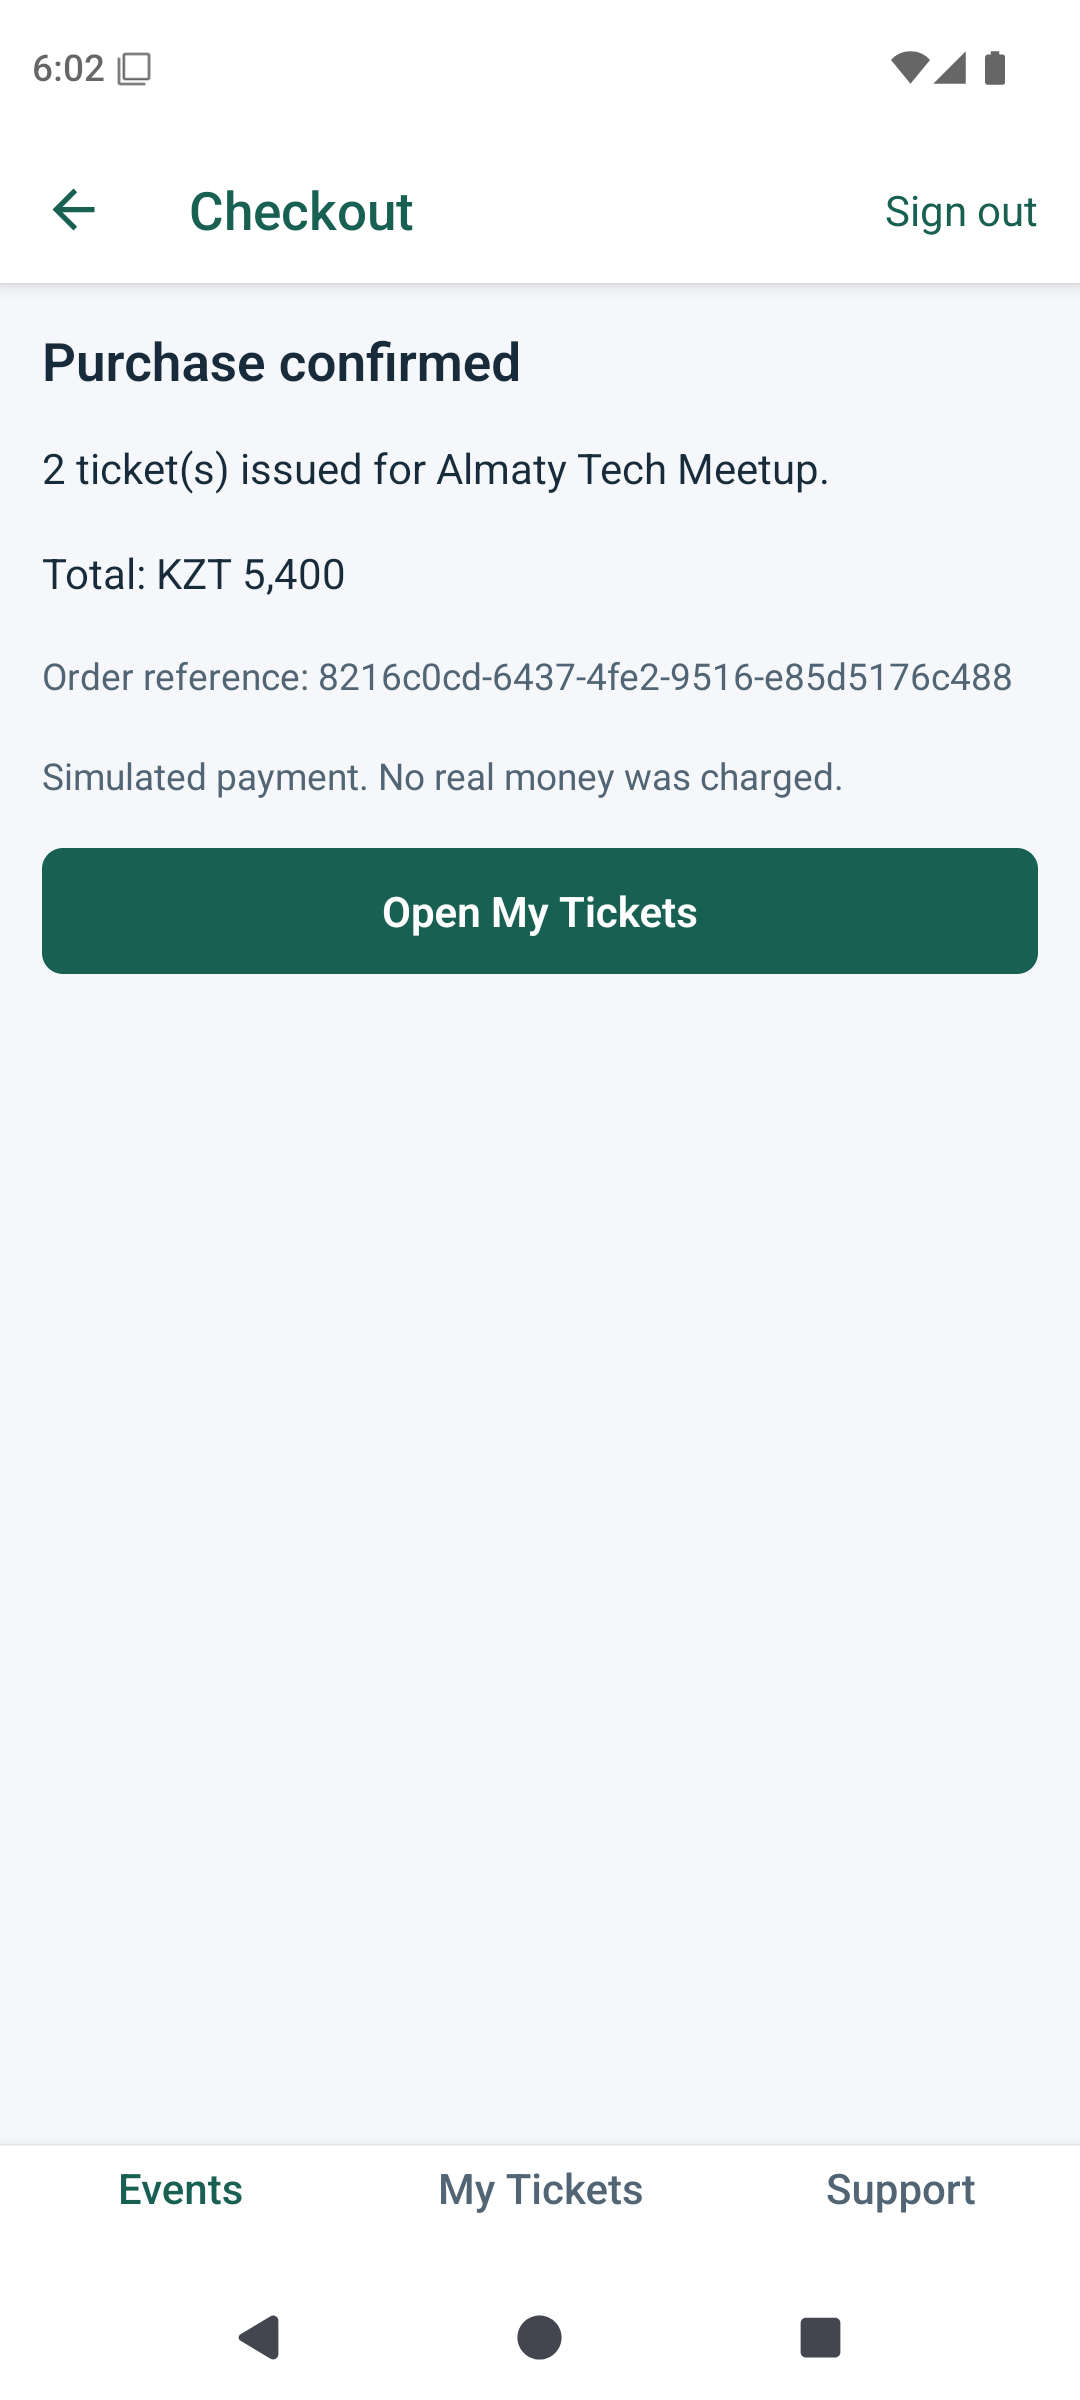 6:02
Checkout
Sign out
Purchase confirmed
2 ticket(s) issued for Almaty Tech Meetup.
Total: KZT 5,400
Order reference: 8216c0cd-6437-4fe2-9516-e85d5176c488
Simulated payment. No real money was charged.
Open My Tickets
Events
My Tickets
Support